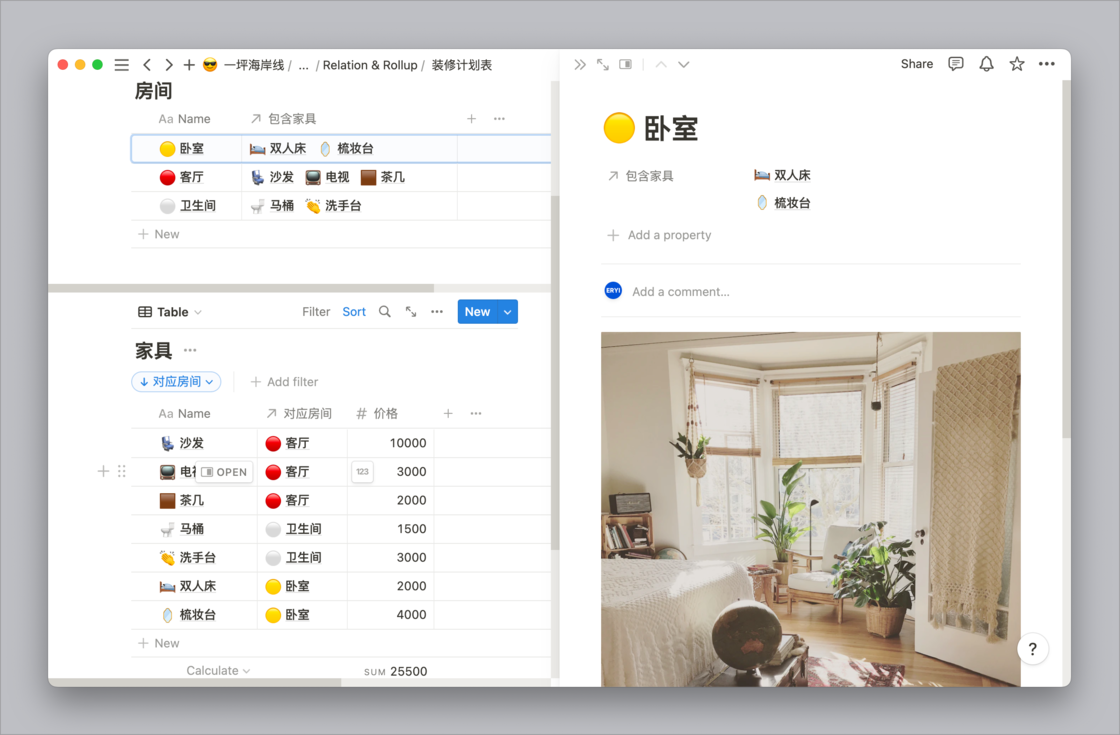 一坪海岸线 / ... / Relation & Rollup / 装修计划表
房间
Aa Name 包含家具
卧室 双人床 梳妆台
客厅 沙发 电视 茶几
卫生间 马桶 洗手台
+ New
Table Filter Sort New
家具
对应房间 + Add filter
Aa Name 对应房间 # 价格
沙发 客厅 10000
电视 OPEN 客厅 123 3000
茶几 客厅 2000
马桶 卫生间 1500
洗手台 卫生间 3000
双人床 卧室 2000
梳妆台 卧室 4000
+ New
Calculate SUM 25500
Share
卧室
包含家具 双人床
梳妆台
+ Add a property
ERYI Add a comment...
?